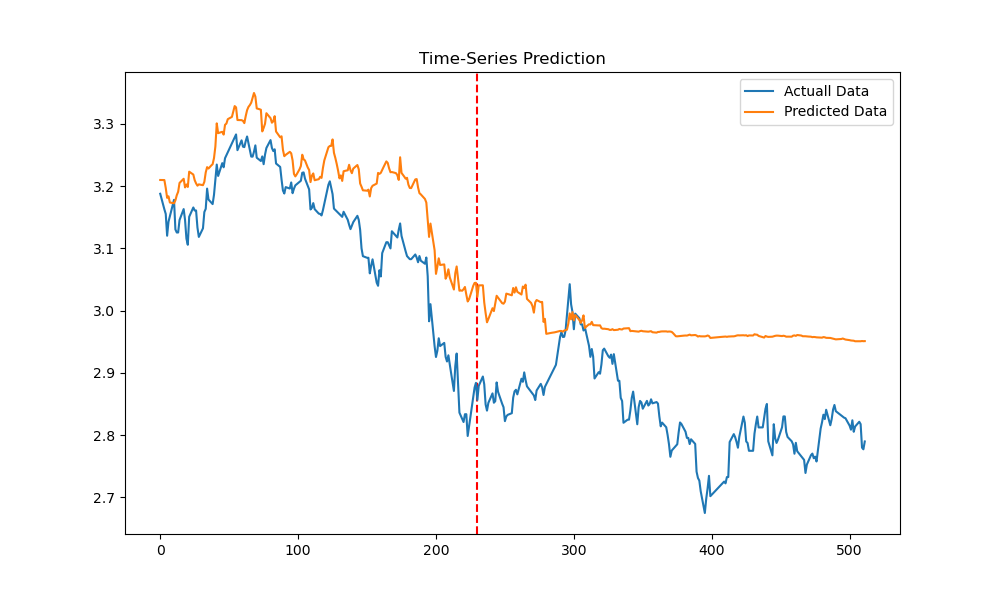 Time-Series Prediction
Actuall Data
Predicted Data
3.3
3.2
3.1
3.0
2.9
2.8
2.7
0 100 200 300 400 500